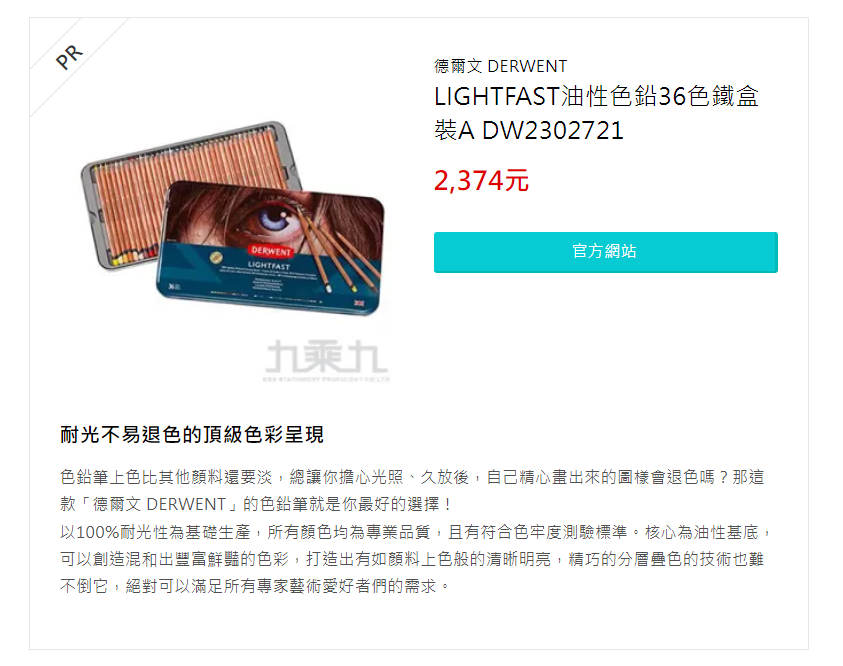 PR
德爾文 DERWENT
LIGHTFAST油性色鉛36色鐵盒
裝A DW2302721
2,374元
官方網站
DERWENT
LIGHTFAST
九乘九
耐光不易退色的頂級色彩呈現
色鉛筆上色比其他顏料還要淡，總讓你擔心光照、久放後，自己精心畫出來的圖樣會退色嗎？那這
款「德爾文 DERWENT」的色鉛筆就是你最好的選擇！
以100%耐光性為基礎生產，所有顏色均為專業品質，且有符合色牢度測驗標準。核心為油性基底，
可以創造混和出豐富鮮豔的色彩，打造出有如顏料上色般的清晰明亮，精巧的分層疊色的技術也難
不倒它，絕對可以滿足所有專家藝術愛好者們的需求。